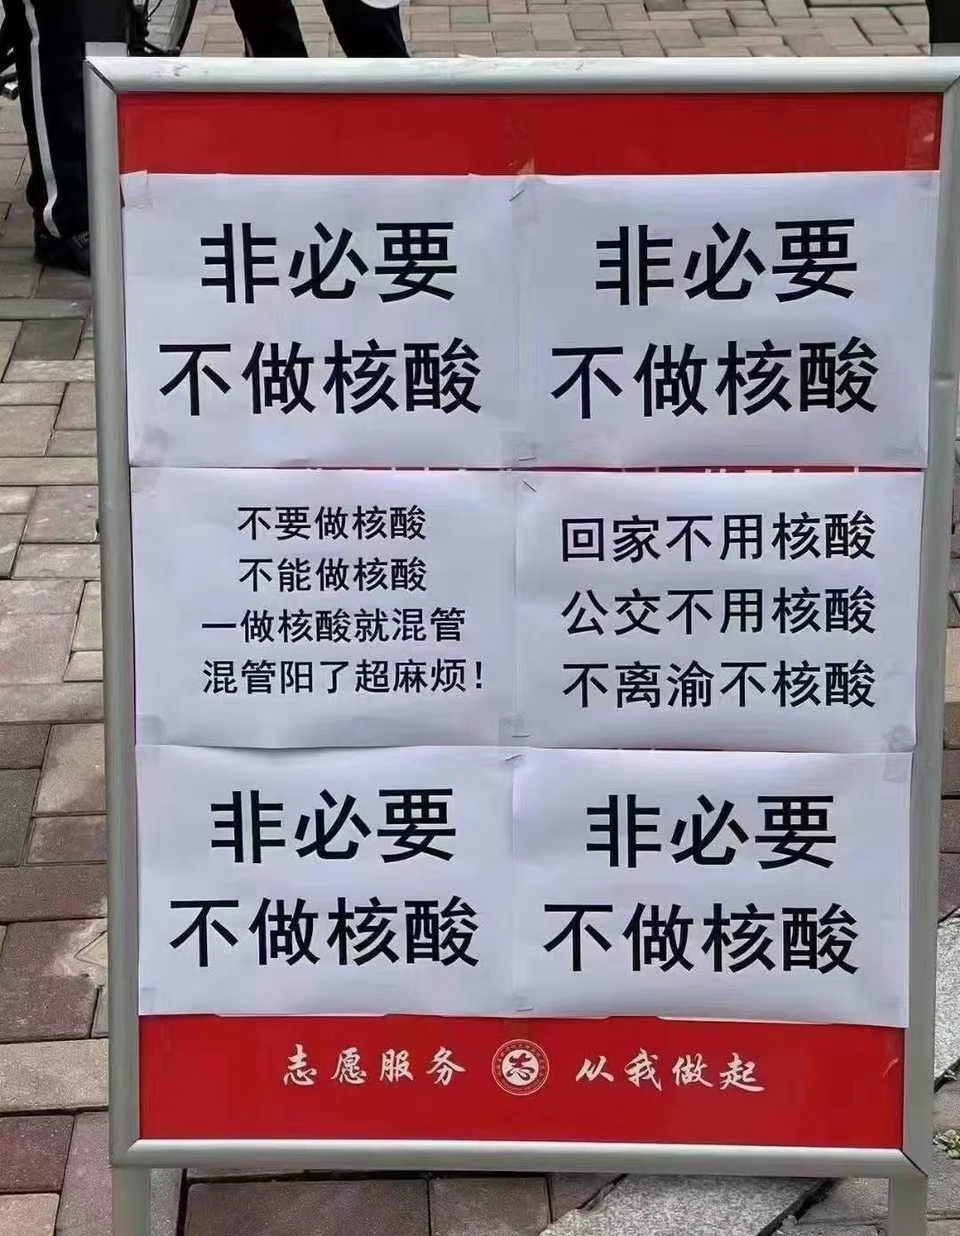 非必要
不做核酸
非必要
不做核酸
不要做核酸
不能做核酸
一做核酸就混管
混管阳了超麻烦！
回家不用核酸
公交不用核酸
不离渝不核酸
非必要
不做核酸
非必要
不做核酸
志愿服务 从我做起